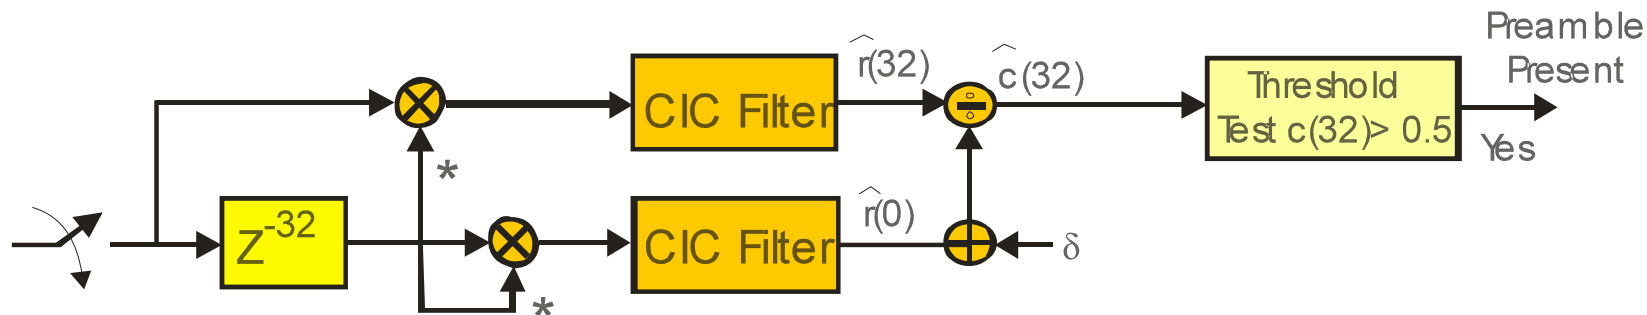 Preamble
Present
Yes
r̂(32)
ĉ(32)
CIC Filter
Threshold
Test c(32)> 0.5
*
Z^-32
r̂(0)
CIC Filter
δ
*